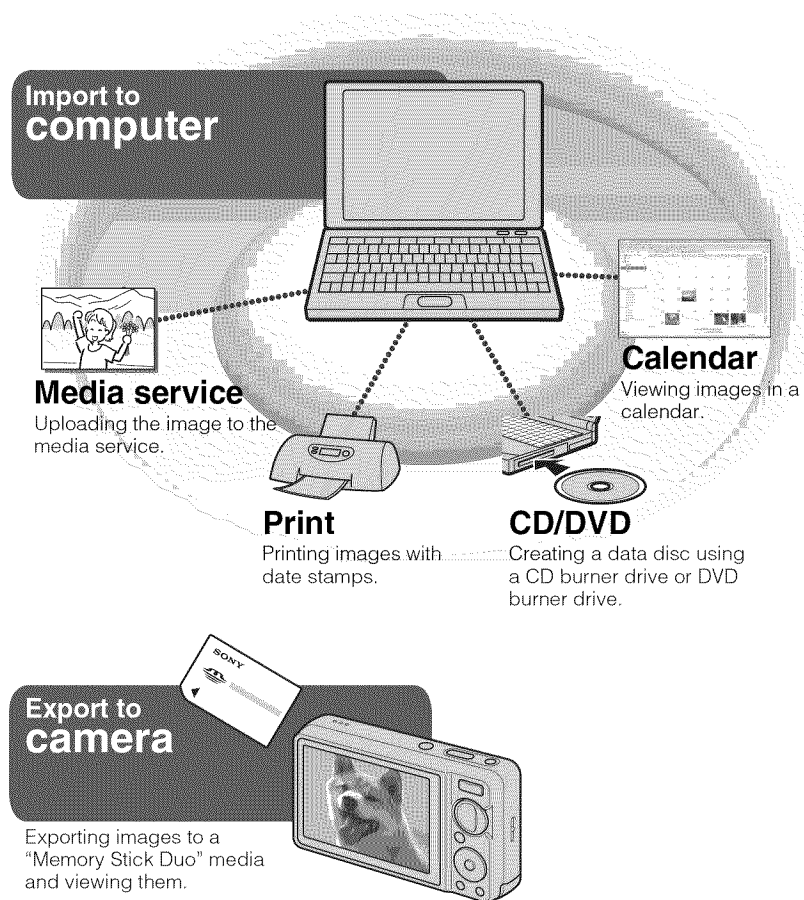 Import to
computer
Media service
Uploading the image to the
media service.
Calendar
Viewing images in a
calendar.
Print
Printing images with
date stamps.
CD/DVD
Creating a data disc using
a CD burner drive or DVD
burner drive.
SONY
Export to
camera
Exporting images to a
“Memory Stick Duo” media
and viewing them.